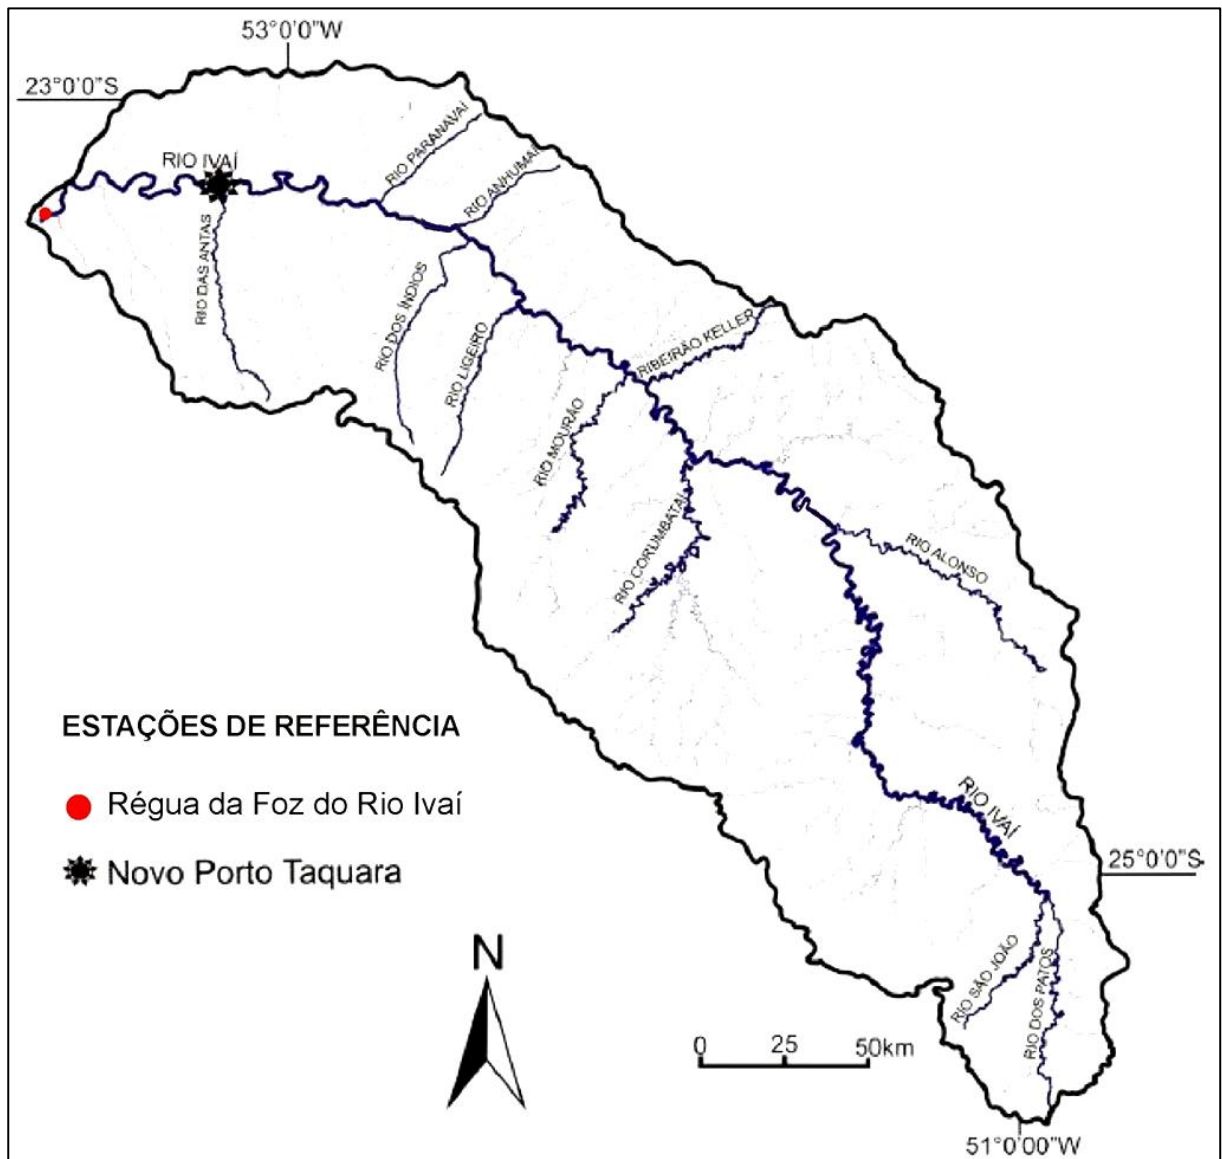 53°0'0"W
23°0'0"S
RIO PARANAVAÍ
RIO IVAÍ
RIO ANHUMAI
RIO DAS ANTAS
RIO DOS ÍNDIOS
RIO LIGEIRO
RIBEIRÃO KELLER
RIO MOURÃO
RIO CORUMBATAÍ
RIO ALONSO
ESTAÇÕES DE REFERÊNCIA
Régua da Foz do Rio Ivaí
Novo Porto Taquara
RIO IVAÍ
25°0'0"S
N
RIO SÃO JOÃO
RIO DOS PATOS
0 25 50km
51°0'00"W